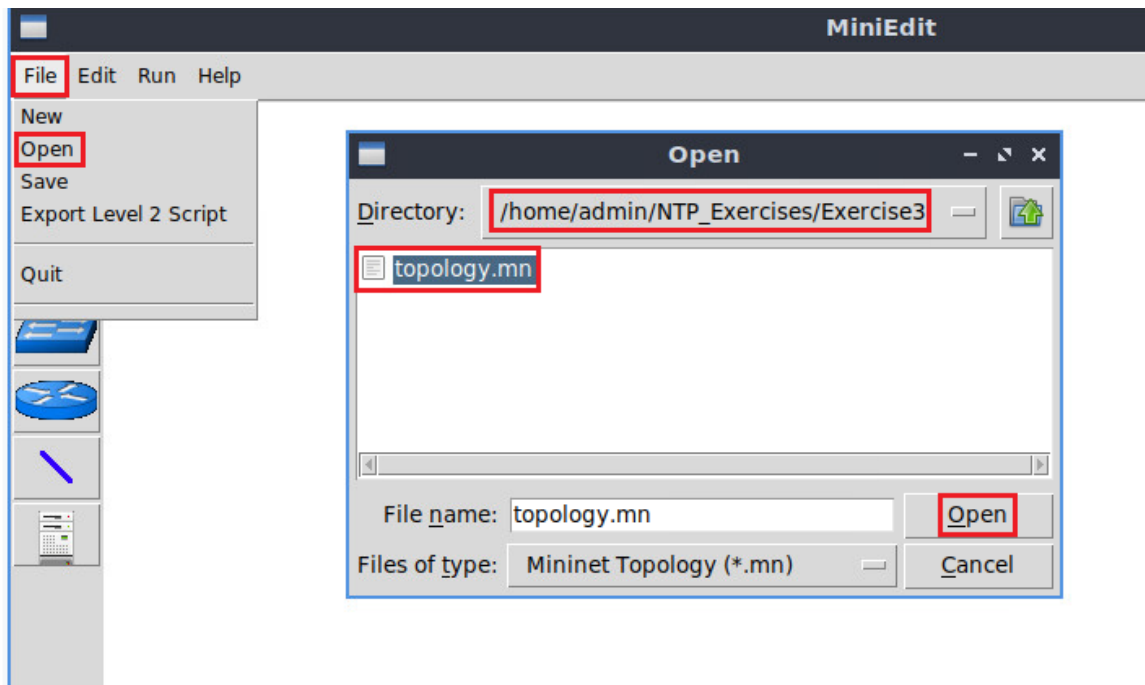 MiniEdit
File Edit Run Help
New
Open
Save
Export Level 2 Script
Quit
Open
Directory: /home/admin/NTP_Exercises/Exercise3
topology.mn
File name: topology.mn Open
Files of type: Mininet Topology (*.mn) Cancel